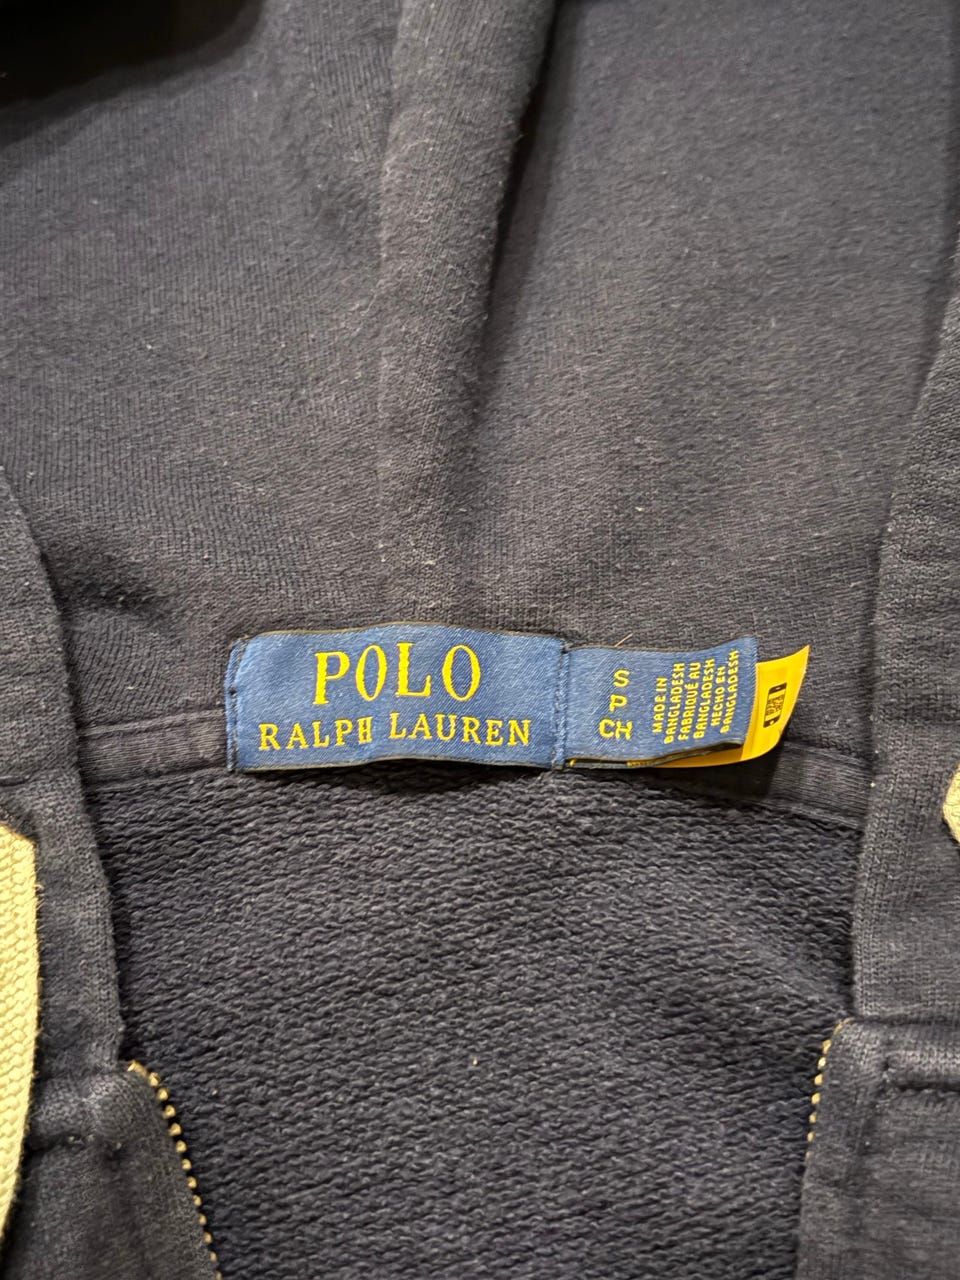 POLO
RALPH LAUREN
S
P
CH
MADE IN
BANGLADESH
FABRIQUÉ AU
BANGLADESH
HECHO EN
BANGLADESH